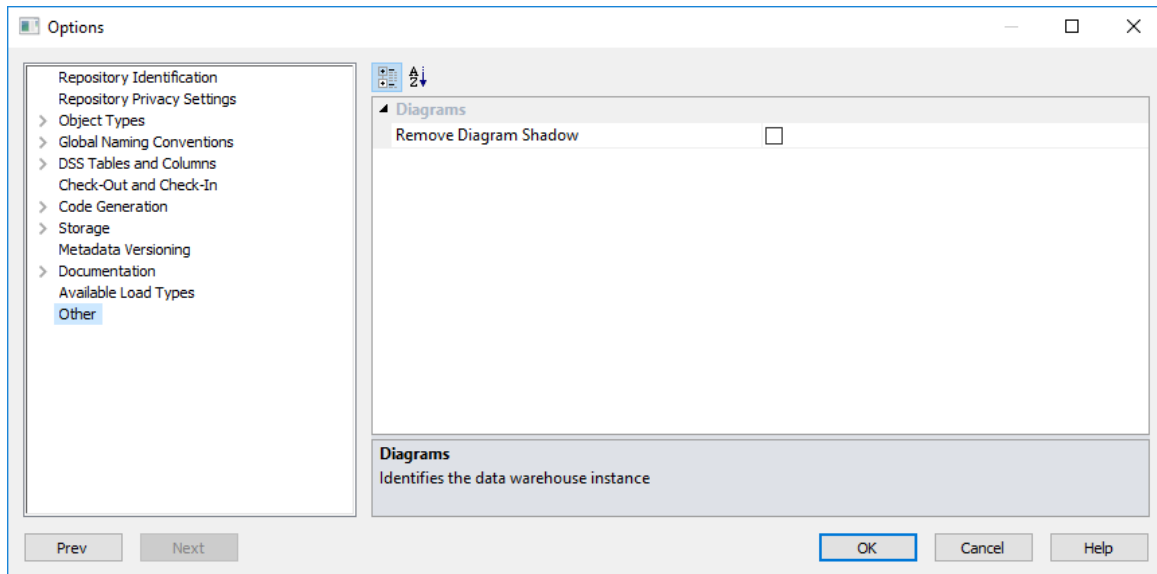 Options
Repository Identification
Repository Privacy Settings
Object Types
Global Naming Conventions
DSS Tables and Columns
Check-Out and Check-In
Code Generation
Storage
Metadata Versioning
Documentation
Available Load Types
Other
A
Z
Diagrams
Remove Diagram Shadow
Diagrams
Identifies the data warehouse instance
Prev
Next
OK
Cancel
Help